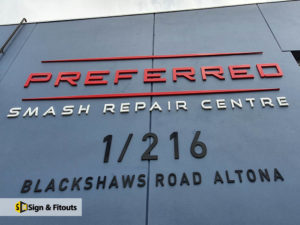 PREFERRED
SMASH REPAIR CENTRE
1/216
BLACKSHAWS ROAD ALTONA
Sign & Fitouts